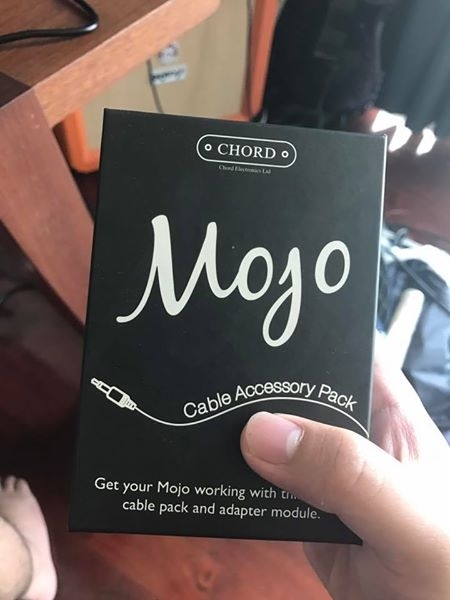 CHORD
Chord Electronics Ltd
Mojo
Cable Accessory Pack
Get your Mojo working with
cable pack and adapter module.